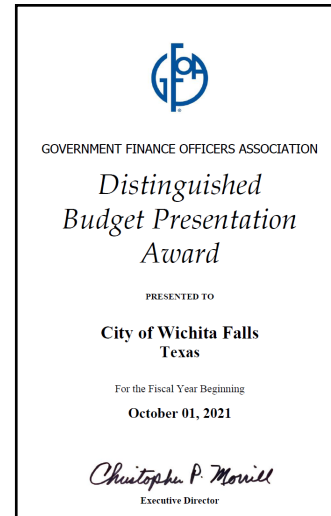 GFOA
GOVERNMENT FINANCE OFFICERS ASSOCIATION
Distinguished
Budget Presentation
Award
PRESENTED TO
City of Wichita Falls
Texas
For the Fiscal Year Beginning
October 01, 2021
Christopher P. Morrill
Executive Director